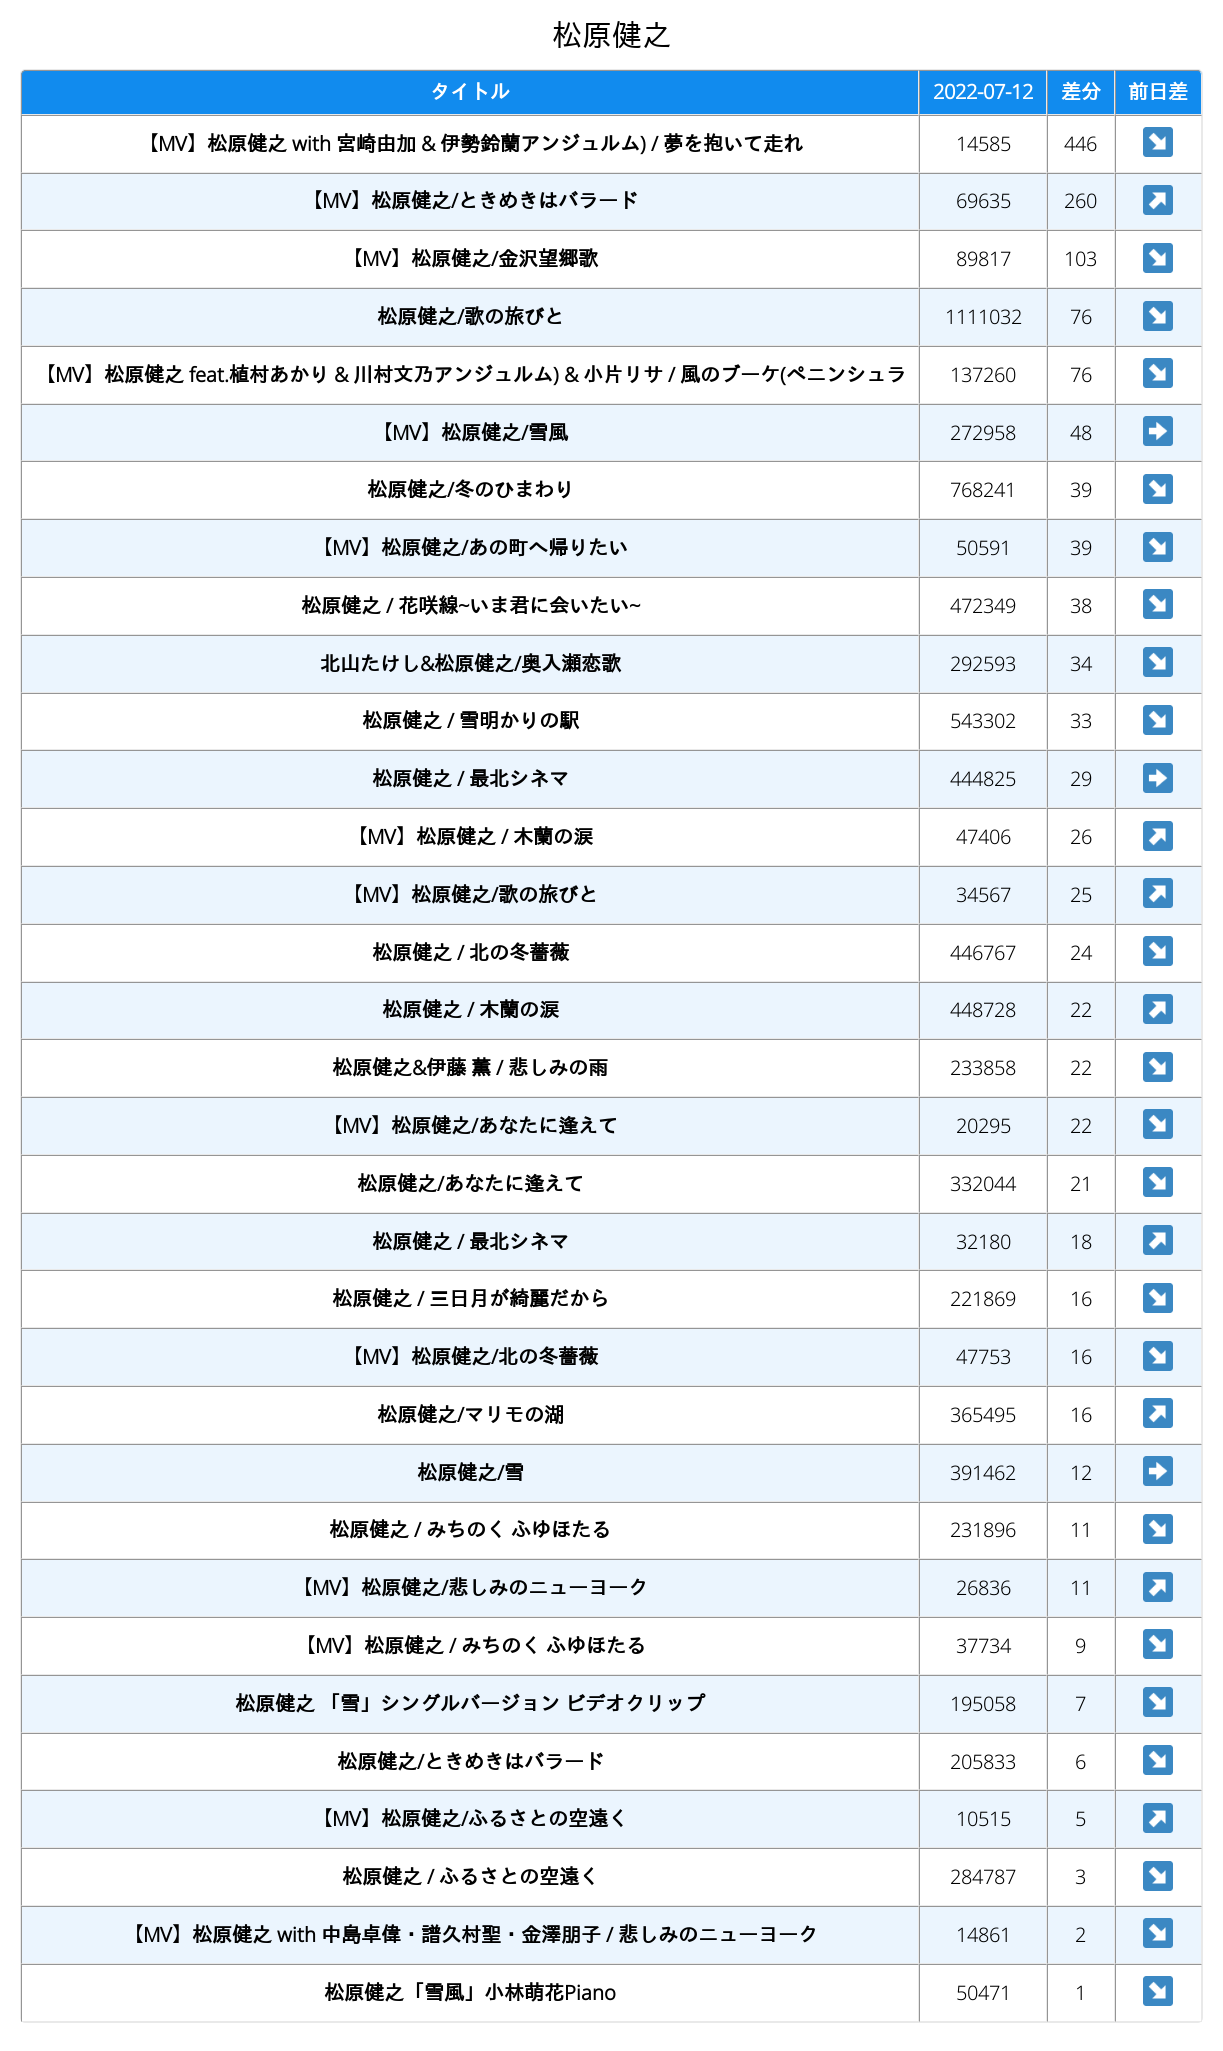 松原健之
タイトル 2022-07-12 差分 前日差
【MV】松原健之 with 宮崎由加 & 伊勢鈴蘭アンジュルム) / 夢を抱いて走れ 14585 446 ↘
【MV】松原健之/ときめきはバラード 69635 260 ↗
【MV】松原健之/金沢望郷歌 89817 103 ↘
松原健之/歌の旅びと 1111032 76 ↘
【MV】松原健之 feat.植村あかり & 川村文乃アンジュルム) & 小片リサ / 風のブーケ(ペニンシュラ 137260 76 ↘
【MV】松原健之/雪風 272958 48 ➡
松原健之/冬のひまわり 768241 39 ↘
【MV】松原健之/あの町へ帰りたい 50591 39 ↘
松原健之 / 花咲線~いま君に会いたい~ 472349 38 ↘
北山たけし&松原健之/奥入瀬恋歌 292593 34 ↘
松原健之 / 雪明かりの駅 543302 33 ↘
松原健之 / 最北シネマ 444825 29 ➡
【MV】松原健之 / 木蘭の涙 47406 26 ↗
【MV】松原健之/歌の旅びと 34567 25 ↗
松原健之 / 北の冬薔薇 446767 24 ↘
松原健之 / 木蘭の涙 448728 22 ↗
松原健之&伊藤 薫 / 悲しみの雨 233858 22 ↘
【MV】松原健之/あなたに逢えて 20295 22 ↘
松原健之/あなたに逢えて 332044 21 ↘
松原健之 / 最北シネマ 32180 18 ↗
松原健之 / 三日月が綺麗だから 221869 16 ↘
【MV】松原健之/北の冬薔薇 47753 16 ↘
松原健之/マリモの湖 365495 16 ↗
松原健之/雪 391462 12 ➡
松原健之 / みちのく ふゆほたる 231896 11 ↘
【MV】松原健之/悲しみのニューヨーク 26836 11 ↗
【MV】松原健之 / みちのく ふゆほたる 37734 9 ↘
松原健之 「雪」シングルバージョン ビデオクリップ 195058 7 ↘
松原健之/ときめきはバラード 205833 6 ↘
【MV】松原健之/ふるさとの空遠く 10515 5 ↗
松原健之 / ふるさとの空遠く 284787 3 ↘
【MV】松原健之 with 中島卓偉・譜久村聖・金澤朋子 / 悲しみのニューヨーク 14861 2 ↘
松原健之「雪風」小林萌花Piano 50471 1 ↘